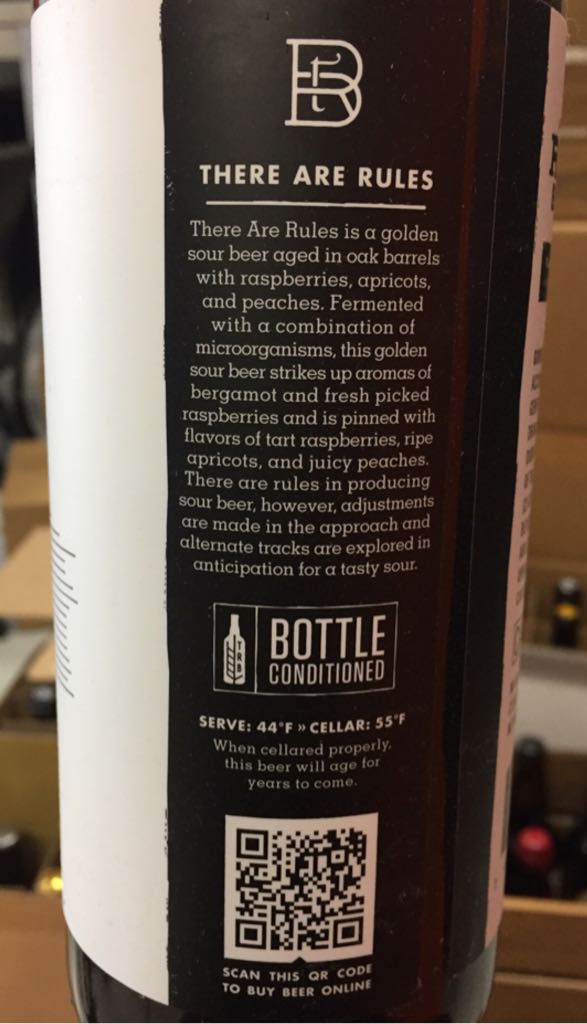 THERE ARE RULES
There Are Rules is a golden
sour beer aged in oak barrels
with raspberries, apricots,
and peaches. Fermented
with a combination of
microorganisms, this golden
sour beer strikes up aromas of
bergamot and fresh picked
raspberries and is pinned with
flavors of tart raspberries, ripe
apricots, and juicy peaches.
There are rules in producing
sour beer, however, adjustments
are made in the approach and
alternate tracks are explored in
anticipation for a tasty sour.
TRB
BOTTLE
CONDITIONED
SERVE: 44°F » CELLAR: 55°F
When cellared properly,
this beer will age for
years to come.
SCAN THIS QR CODE
TO BUY BEER ONLINE